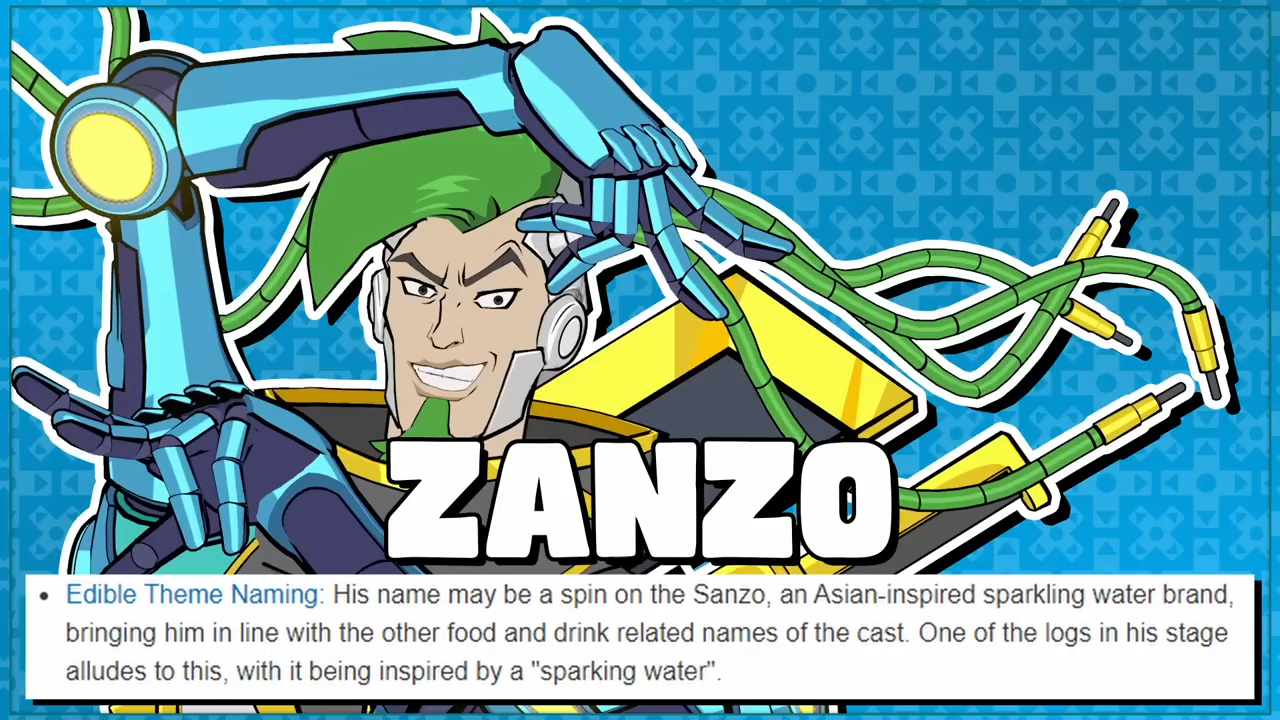 ZANZO
• Edible Theme Naming: His name may be a spin on the Sanzo, an Asian-inspired sparkling water brand,
bringing him in line with the other food and drink related names of the cast. One of the logs in his stage
alludes to this, with it being inspired by a "sparking water".